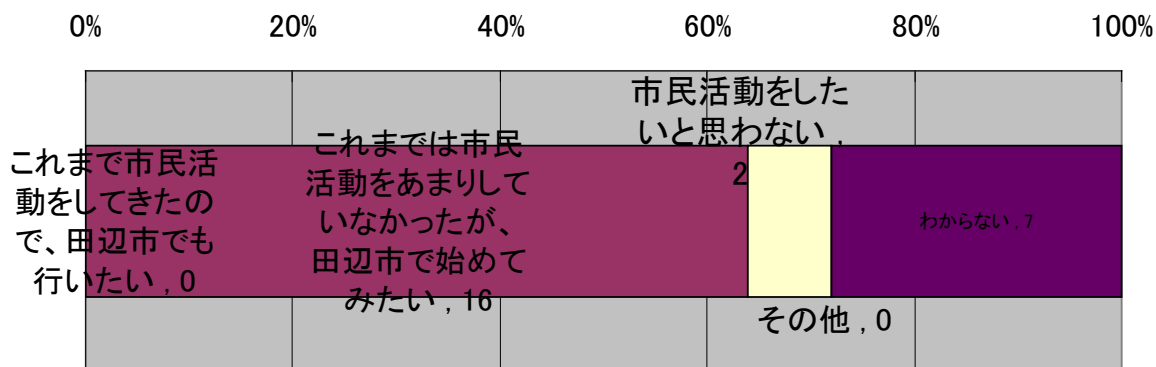 0%
20%
40%
60%
80%
100%
これまで市民活
動をしてきたの
で、田辺市でも
行いたい , 0
これまでは市民
活動をあまりして
いなかったが、
田辺市で始めて
みたい , 16
市民活動をした
いと思わない ,
2
その他 , 0
わからない , 7